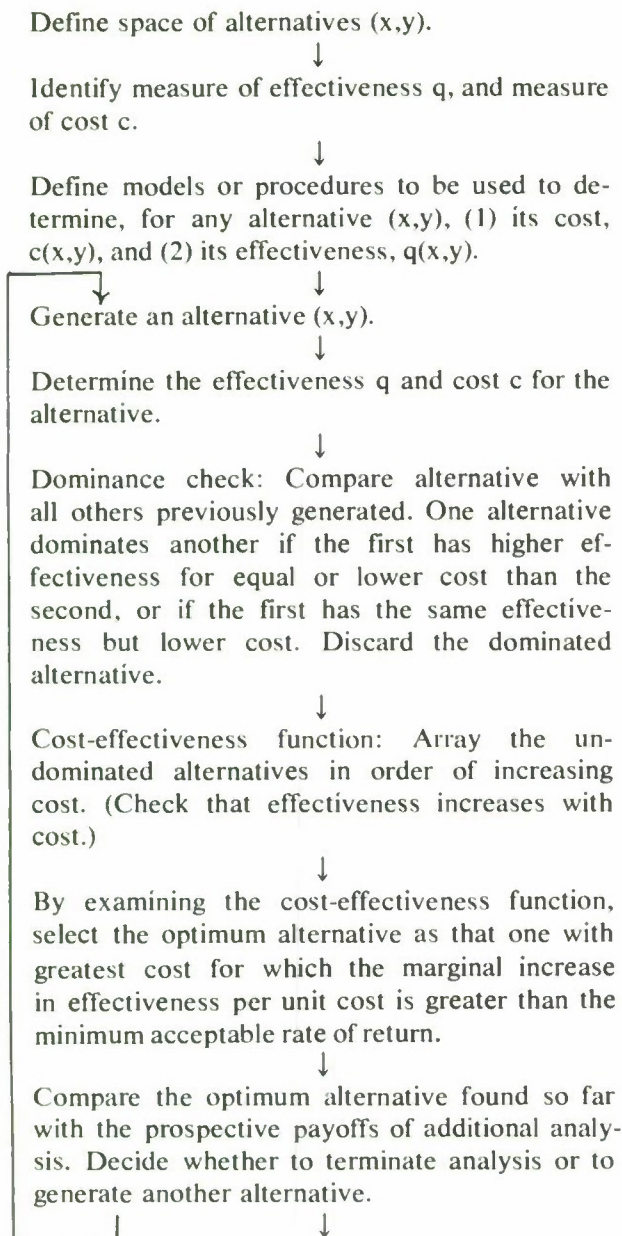 Define space of alternatives (x,y).
↓
Identify measure of effectiveness q, and measure
of cost c.
↓
Define models or procedures to be used to de-
termine, for any alternative (x,y), (1) its cost,
c(x,y), and (2) its effectiveness, q(x,y).
↓
Generate an alternative (x,y).
↓
Determine the effectiveness q and cost c for the
alternative.
↓
Dominance check: Compare alternative with
all others previously generated. One alternative
dominates another if the first has higher ef-
fectiveness for equal or lower cost than the
second, or if the first has the same effective-
ness but lower cost. Discard the dominated
alternative.
↓
Cost-effectiveness function: Array the un-
dominated alternatives in order of increasing
cost. (Check that effectiveness increases with
cost.)
↓
By examining the cost-effectiveness function,
select the optimum alternative as that one with
greatest cost for which the marginal increase
in effectiveness per unit cost is greater than the
minimum acceptable rate of return.
↓
Compare the optimum alternative found so far
with the prospective payoffs of additional analy-
sis. Decide whether to terminate analysis or to
generate another alternative.
↓